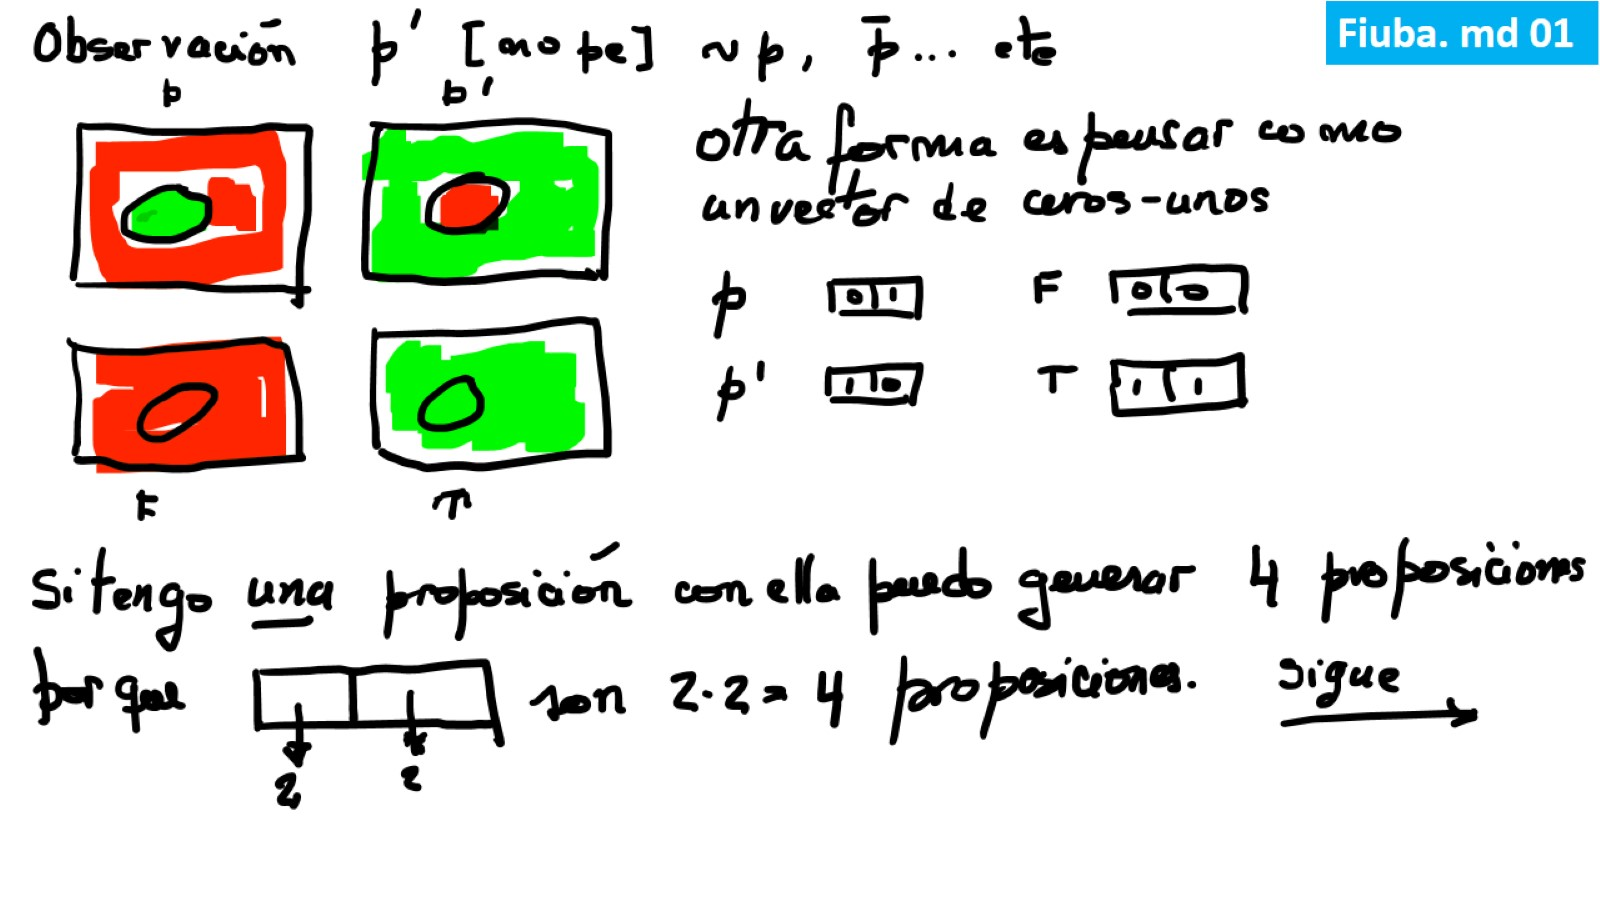 Observación p' [no pe] ~p, p̄... etc
Fiuba. md 01
p p'
otra forma es pensar como
un vector de ceros-unos
p 0 1 F 0 0
p' 1 0 T 1 1
F T
Si tengo una proposición con ella puedo generar 4 proposiciones
porque son 2·2=4 proposiciones. sigue
2 2